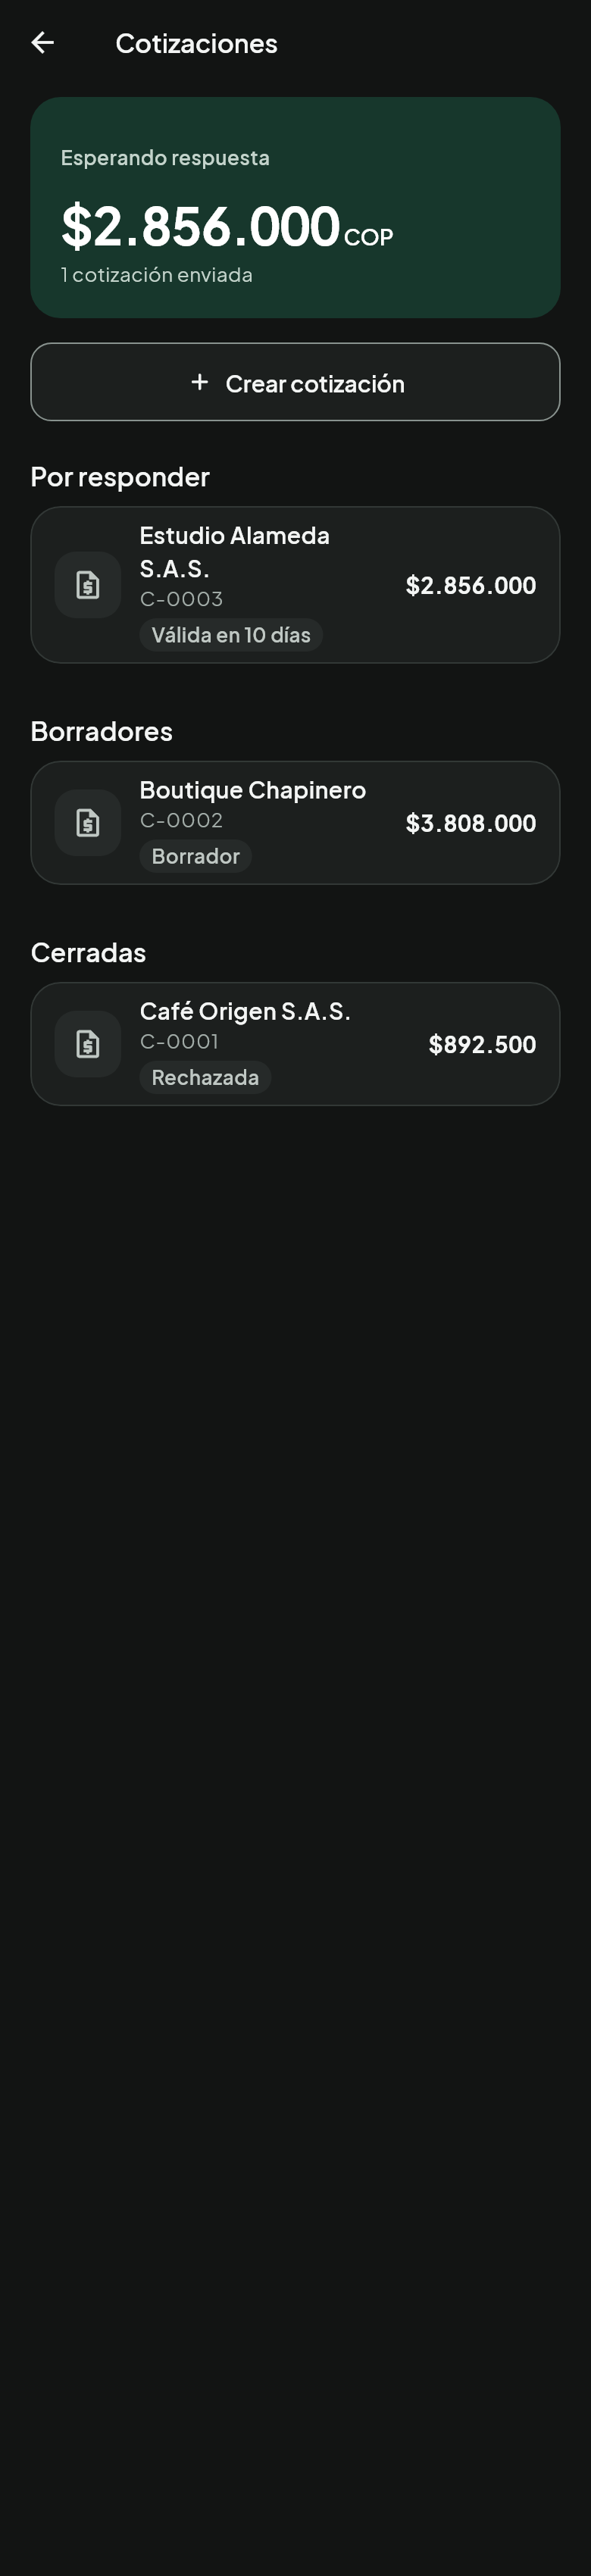 Cotizaciones
Esperando respuesta
$2.856.000 COP
1 cotización enviada
+ Crear cotización
Por responder
Estudio Alameda
S.A.S.
C-0003
$2.856.000
Válida en 10 días
Borradores
Boutique Chapinero
C-0002
$3.808.000
Borrador
Cerradas
Café Origen S.A.S.
C-0001
$892.500
Rechazada